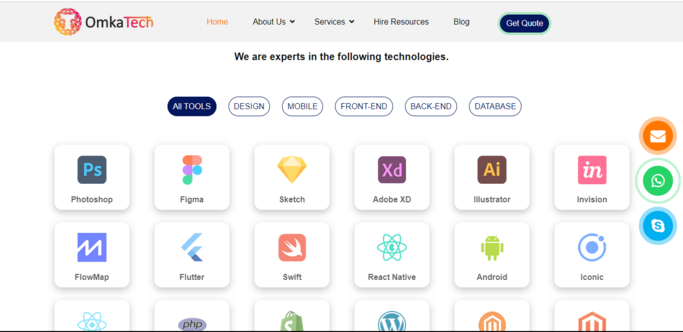 OmkaTech Home About Us Services Hire Resources Blog Get Quote
We are experts in the following technologies.
All TOOLS DESIGN MOBILE FRONT-END BACK-END DATABASE
Ps Xd Ai in
Photoshop Figma Sketch Adobe XD Illustrator Invision
FlowMap Flutter Swift React Native Android Iconic
php